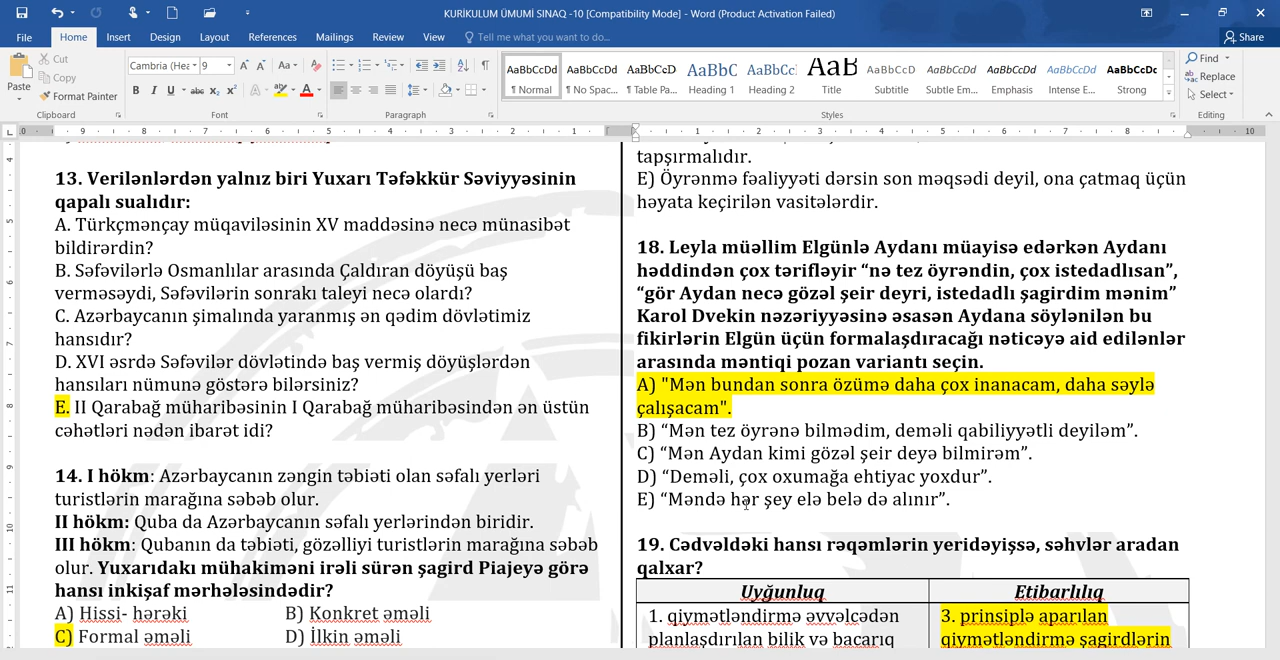 KURİKULUM ÜMUMİ SINAQ -10 [Compatibility Mode] - Word (Product Activation Failed)
File Home Insert Design Layout References Mailings Review View Tell me what you want to do... Share
Paste Cut Copy Format Painter
Cambria (Hea 9
AaBbCcDd AaBbCcDd AaBbCcD AaBbC AaBbCc AaB AaBbCcD AaBbCcDd AaBbCcDd AaBbCcDd AaBbCcDc
¶ Normal ¶ No Spac... ¶ Table Pa... Heading 1 Heading 2 Title Subtitle Subtle Em... Emphasis Intense E... Strong
Find Replace Select
Clipboard Font Paragraph Styles Editing
13. Verilənlərdən yalnız biri Yuxarı Təfəkkür Səviyyəsinin
qapalı sualıdır:
A. Türkçmənçay müqaviləsinin XV maddəsinə necə münasibət
bildirərdin?
B. Səfəvilərlə Osmanlılar arasında Çaldıran döyüşü baş
verməsəydi, Səfəvilərin sonrakı taleyi necə olardı?
C. Azərbaycanın şimalında yaranmış ən qədim dövlətimiz
hansıdır?
D. XVI əsrdə Səfəvilər dövlətində baş vermiş döyüşlərdən
hansıları nümunə göstərə bilərsiniz?
E. II Qarabağ müharibəsinin I Qarabağ müharibəsindən ən üstün
cəhətləri nədən ibarət idi?
14. I hökm: Azərbaycanın zəngin təbiəti olan səfalı yerləri
turistlərin marağına səbəb olur.
II hökm: Quba da Azərbaycanın səfalı yerlərindən biridir.
III hökm: Qubanın da təbiəti, gözəlliyi turistlərin marağına səbəb
olur. Yuxarıdakı mühakiməni irəli sürən şagird Piajeyə görə
hansı inkişaf mərhələsindədir?
A) Hissi- hərəki B) Konkret əməli
C) Formal əməli D) İlkin əməli
tapşırmalıdır.
E) Öyrənmə fəaliyyəti dərsin son məqsədi deyil, ona çatmaq üçün
həyata keçirilən vasitələrdir.
18. Leyla müəllim Elgünlə Aydanı müayisə edərkən Aydanı
həddindən çox tərifləyir “nə tez öyrəndin, çox istedadlısan”,
“gör Aydan necə gözəl şeir deyri, istedadlı şagirdim mənim”
Karol Dvekin nəzəriyyəsinə əsasən Aydana söylənilən bu
fikirlərin Elgün üçün formalaşdıracağı nəticəyə aid edilənlər
arasında məntiqi pozan variantı seçin.
A) "Mən bundan sonra özümə daha çox inanacam, daha səylə
çalışacam".
B) “Mən tez öyrənə bilmədim, deməli qabiliyyətli deyiləm”.
C) “Mən Aydan kimi gözəl şeir deyə bilmirəm”.
D) “Deməli, çox oxumağa ehtiyac yoxdur”.
E) “Məndə hər şey elə belə də alınır”.
19. Cədvəldəki hansı rəqəmlərin yeridəyişsə, səhvlər aradan
qalxar?
Uyğunluq Etibarlılıq
1. qiymətləndirmə əvvəlcədən
planlaşdırılan bilik və bacarıq
3. prinsiplə aparılan
qiymətləndirmə şagirdlərin